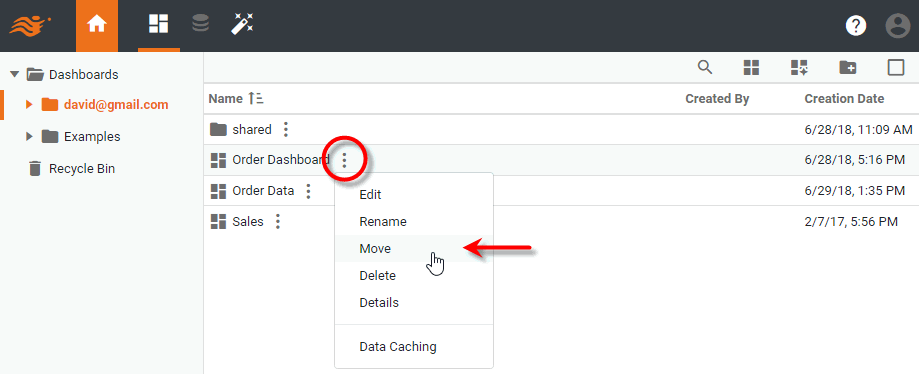 Dashboards
david@gmail.com
Examples
Recycle Bin
Name Created By Creation Date
shared 6/28/18, 11:09 AM
Order Dashboard 6/28/18, 5:16 PM
Order Data 6/29/18, 1:35 PM
Sales 2/7/17, 5:56 PM
Edit
Rename
Move
Delete
Details
Data Caching